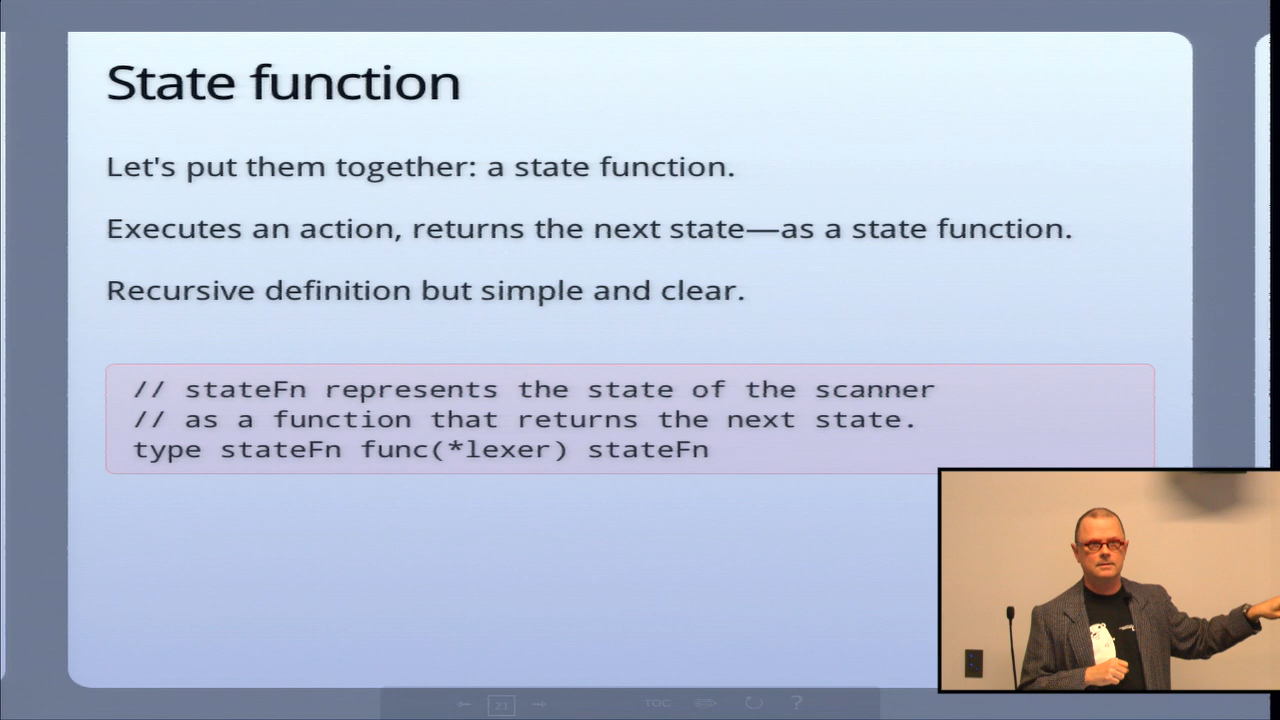 State function
Let's put them together: a state function.
Executes an action, returns the next state—as a state function.
Recursive definition but simple and clear.
// stateFn represents the state of the scanner
// as a function that returns the next state.
type stateFn func(*lexer) stateFn
21
TOC
?